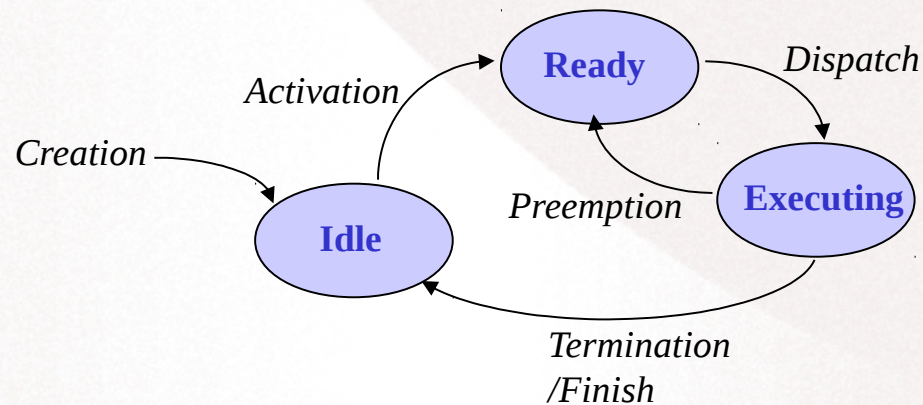 Ready
Dispatch
Activation
Creation
Executing
Preemption
Idle
Termination
/Finish